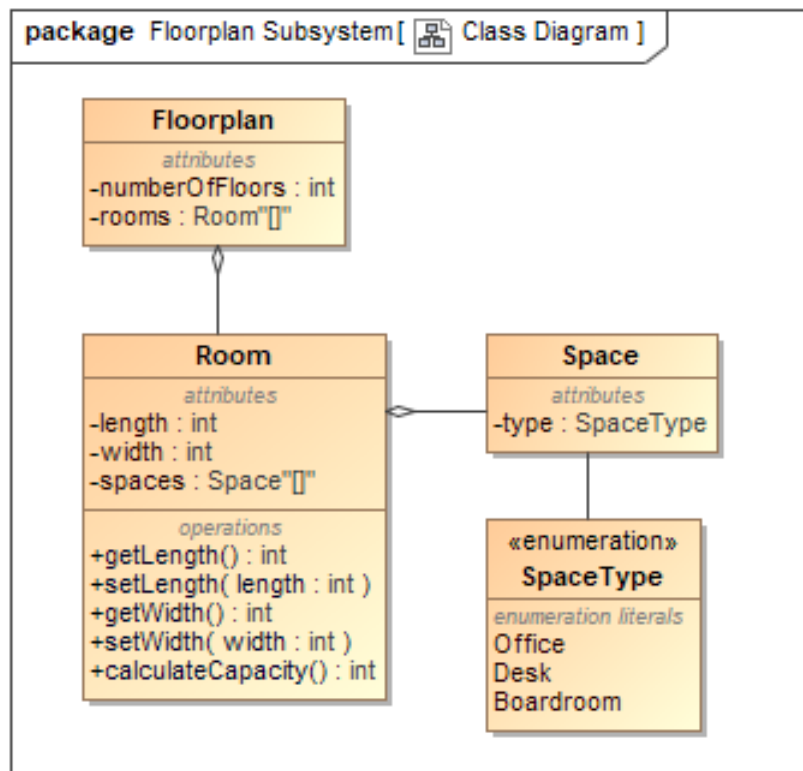 package Floorplan Subsystem[ Class Diagram ]
Floorplan
attributes
-numberOfFloors : int
-rooms : Room"[]"
Room
attributes
-length : int
-width : int
-spaces : Space"[]"
operations
+getLength() : int
+setLength( length : int )
+getWidth() : int
+setWidth( width : int )
+calculateCapacity() : int
Space
attributes
-type : SpaceType
«enumeration»
SpaceType
enumeration literals
Office
Desk
Boardroom